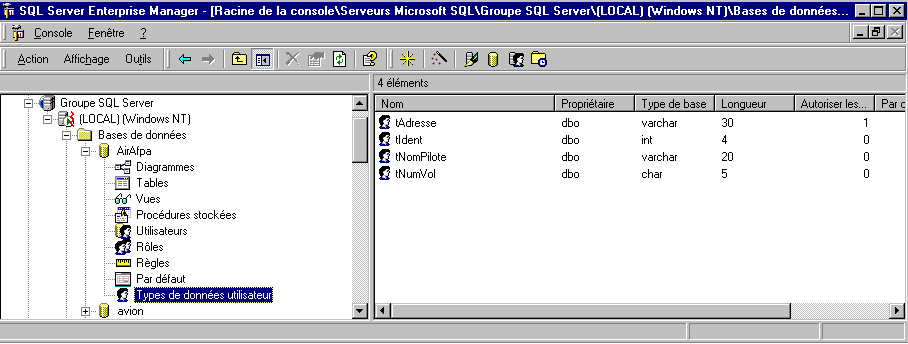 SQL Server Enterprise Manager - [Racine de la console\Serveurs Microsoft SQL\Groupe SQL Server\(LOCAL) (Windows NT)\Bases de données...
Console Fenêtre ?
Action Affichage Outils
4 éléments
Groupe SQL Server
(LOCAL) (Windows NT)
Bases de données
AirAfpa
Diagrammes
Tables
Vues
Procédures stockées
Utilisateurs
Rôles
Règles
Par défaut
Types de données utilisateur
avion
Nom Propriétaire Type de base Longueur Autoriser les... Par d
tAdresse dbo varchar 30 1
tIdent dbo int 4 0
tNomPilote dbo varchar 20 0
tNumVol dbo char 5 0